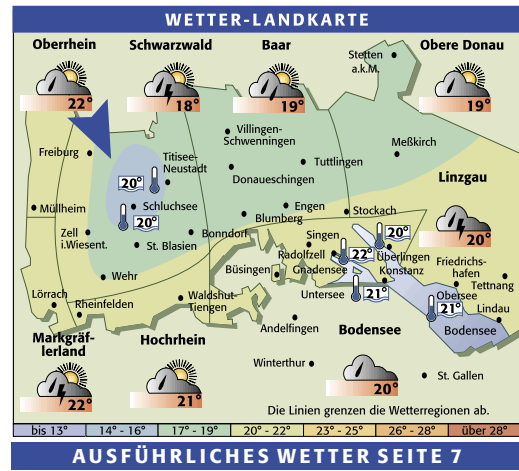 WETTER-LANDKARTE
Oberrhein
Schwarzwald
Baar
Obere Donau
Stetten
a.k.M.
22°
18°
19°
19°
Villingen-
Schwenningen
Freiburg
Titisee-
Neustadt
Tuttlingen
Meßkirch
Donaueschingen
Linzgau
20°
Müllheim
Schluchsee
Engen
Blumberg
Stockach
20°
Zell
i.Wiesent.
St. Blasien
Bonndorf
Singen
20°
20°
Radolfzell
22°
Überlingen
Büsingen
Gnadensee
Konstanz
Friedrichs-
hafen
Wehr
Tettnang
Lörrach
Rheinfelden
Waldshut-
Tiengen
Untersee
21°
Obersee
21°
Lindau
Andelfingen
Bodensee
Bodensee
Markgräf-
lerland
Hochrhein
Winterthur
St. Gallen
22°
21°
20°
Die Linien grenzen die Wetterregionen ab.
bis 13° 14° - 16° 17° - 19° 20° - 22° 23° - 25° 26° - 28° über 28°
AUSFÜHRLICHES WETTER SEITE 7